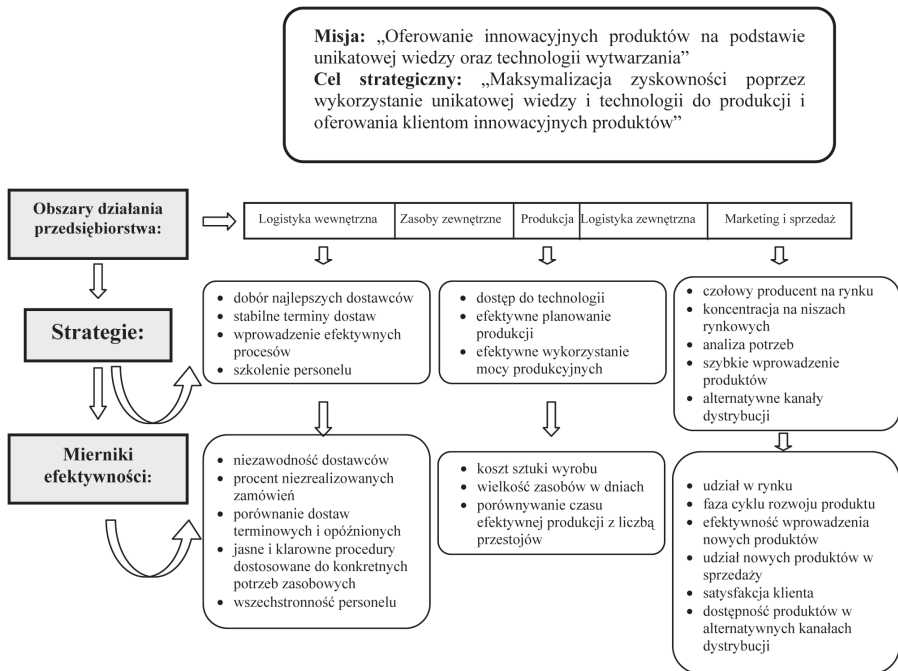 Misja: „Oferowanie innowacyjnych produktów na podstawie
unikatowej wiedzy oraz technologii wytwarzania”
Cel strategiczny: „Maksymalizacja zyskowności poprzez
wykorzystanie unikatowej wiedzy i technologii do produkcji i
oferowania klientom innowacyjnych produktów”
Obszary działania
przedsiębiorstwa:
Logistyka wewnętrzna
Zasoby zewnętrzne
Produkcja
Logistyka zewnętrzna
Marketing i sprzedaż
Strategie:
• dobór najlepszych dostawców
• stabilne terminy dostaw
• wprowadzenie efektywnych
procesów
• szkolenie personelu
• dostęp do technologii
• efektywne planowanie
produkcji
• efektywne wykorzystanie
mocy produkcyjnych
• czołowy producent na rynku
• koncentracja na niszach
rynkowych
• analiza potrzeb
• szybkie wprowadzenie
produktów
• alternatywne kanały
dystrybucji
Mierniki
efektywności:
• niezawodność dostawców
• procent niezrealizowanych
zamówień
• porównanie dostaw
terminowych i opóźnionych
• jasne i klarowne procedury
dostosowane do konkretnych
potrzeb zasobowych
• wszechstronność personelu
• koszt sztuki wyrobu
• wielkość zasobów w dniach
• porównywanie czasu
efektywnej produkcji z liczbą
przestojów
• udział w rynku
• faza cyklu rozwoju produktu
• efektywność wprowadzenia
nowych produktów
• udział nowych produktów w
sprzedaży
• satysfakcja klienta
• dostępność produktów w
alternatywnych kanałach
dystrybucji